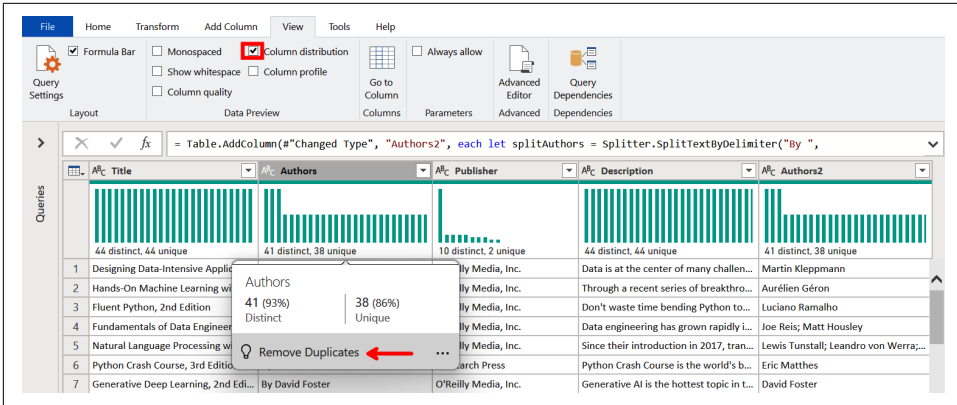 File Home Transform Add Column View Tools Help
Formula Bar Monospaced Column distribution Always allow
Show whitespace Column profile
Column quality
Query Settings
Go to Column
Advanced Editor
Query Dependencies
Layout Data Preview Columns Parameters Advanced Dependencies
fx = Table.AddColumn(#"Changed Type", "Authors2", each let splitAuthors = Splitter.SplitTextByDelimiter("By ",
Queries
ABC Title ABC Authors ABC Publisher ABC Description ABC Authors2
44 distinct, 44 unique 41 distinct, 38 unique 10 distinct, 2 unique 44 distinct, 44 unique 41 distinct, 38 unique
1 Designing Data-Intensive Applic lly Media, Inc. Data is at the center of many challen... Martin Kleppmann
2 Hands-On Machine Learning wi lly Media, Inc. Through a recent series of breakthro... Aurélien Géron
3 Fluent Python, 2nd Edition lly Media, Inc. Don't waste time bending Python to... Luciano Ramalho
4 Fundamentals of Data Engineer lly Media, Inc. Data engineering has grown rapidly i... Joe Reis; Matt Housley
5 Natural Language Processing wi lly Media, Inc. Since their introduction in 2017, tran... Lewis Tunstall; Leandro von Werra;...
6 Python Crash Course, 3rd Editio arch Press Python Crash Course is the world's b... Eric Matthes
7 Generative Deep Learning, 2nd Edi... By David Foster O'Reilly Media, Inc. Generative AI is the hottest topic in t... David Foster
Authors
41 (93%) 38 (86%)
Distinct Unique
Remove Duplicates ...